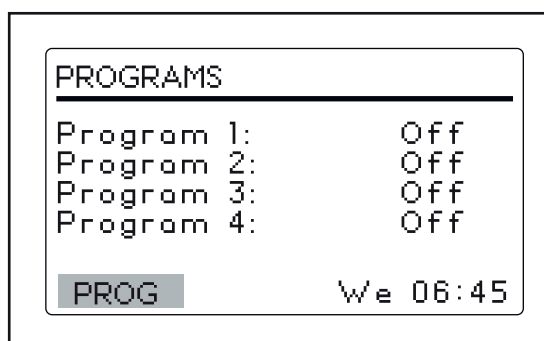 PROGRAMS
Program 1: Off
Program 2: Off
Program 3: Off
Program 4: Off
PROG We 06:45